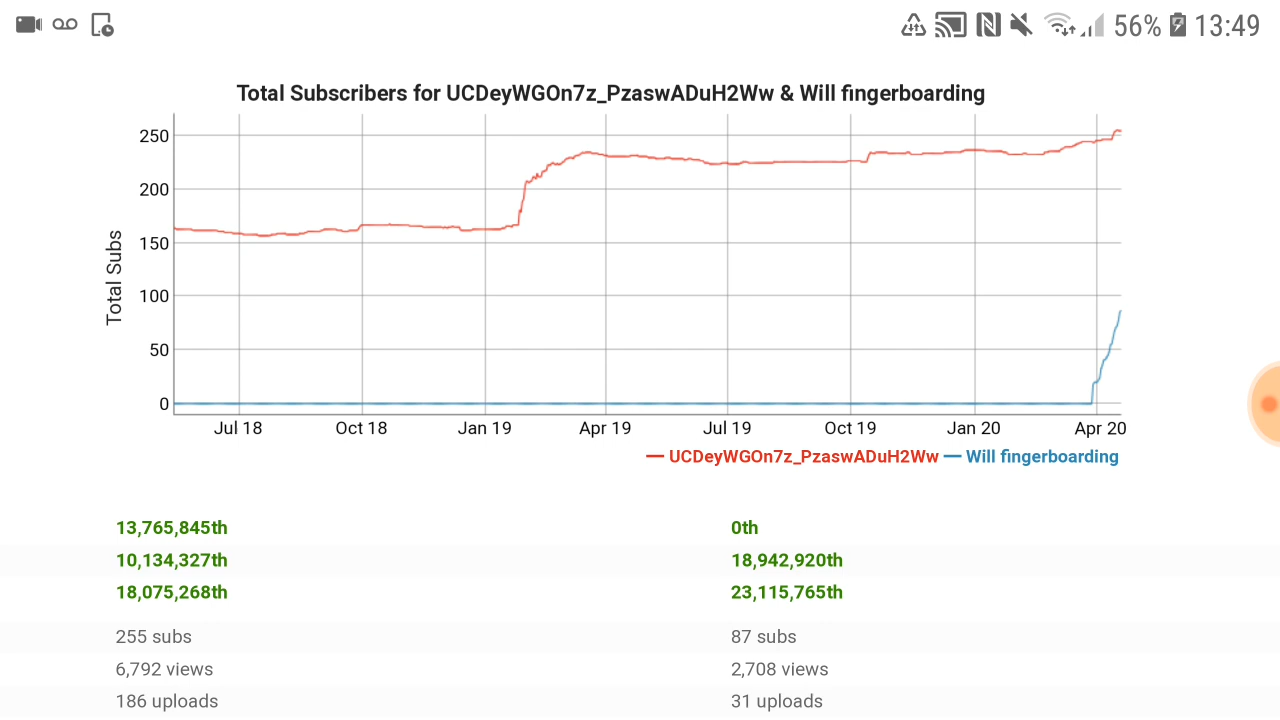 56% 13:49
Total Subscribers for UCDeyWGOn7z_PzaswADuH2Ww & Will fingerboarding
250
200
150
100
50
0
Total Subs
Jul 18 Oct 18 Jan 19 Apr 19 Jul 19 Oct 19 Jan 20 Apr 20
UCDeyWGOn7z_PzaswADuH2Ww Will fingerboarding
13,765,845th 0th
10,134,327th 18,942,920th
18,075,268th 23,115,765th
255 subs 87 subs
6,792 views 2,708 views
186 uploads 31 uploads